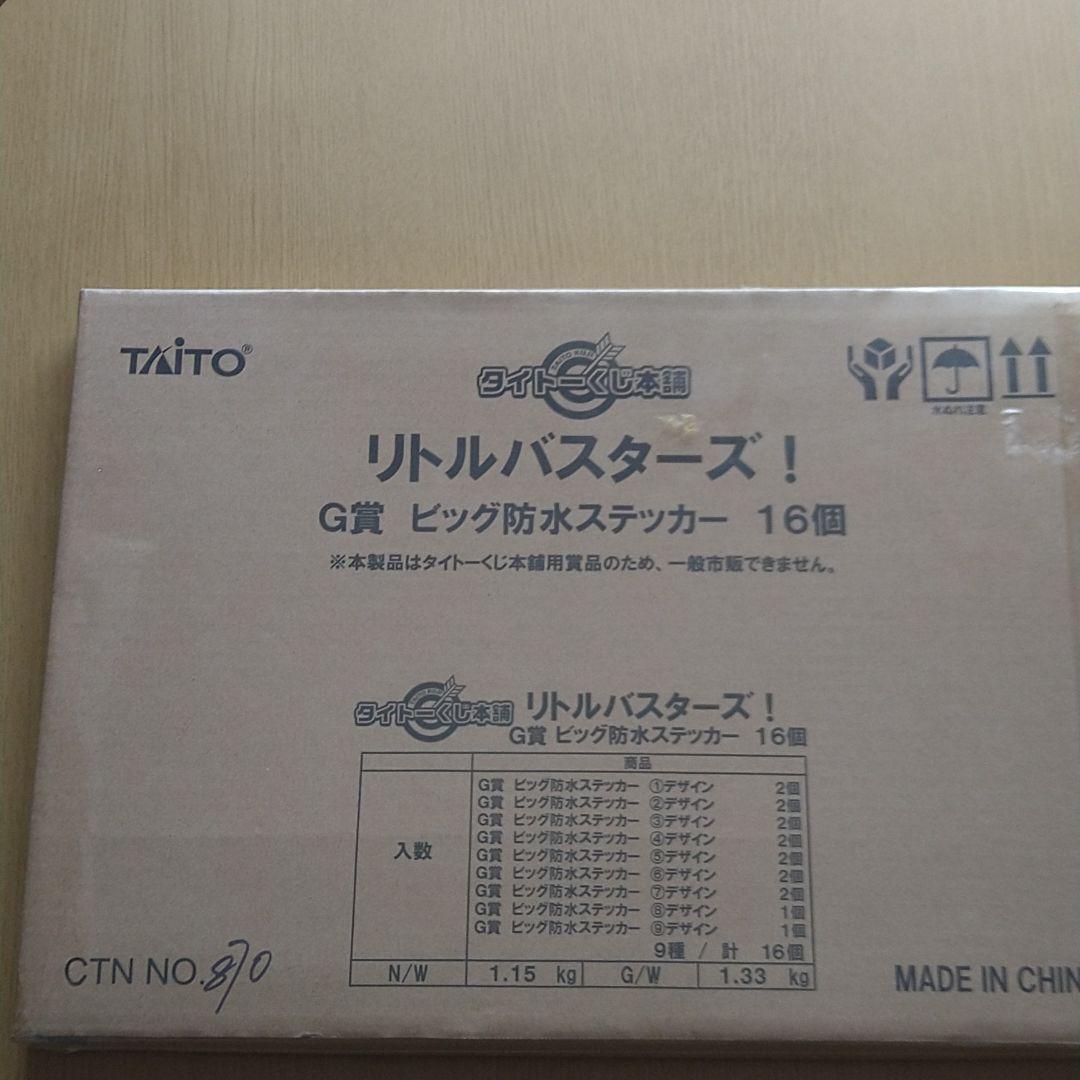 TAITO®
TAITO KUJI
タイトーくじ本舗
水ぬれ注意
リトルバスターズ！
G賞 ビッグ防水ステッカー 16個
※本製品はタイトーくじ本舗用賞品のため、一般市販できません。
タイトーくじ本舗 リトルバスターズ！
G賞 ビッグ防水ステッカー 16個
商品
入数
G賞 ビッグ防水ステッカー ①デザイン 2個
G賞 ビッグ防水ステッカー ②デザイン 2個
G賞 ビッグ防水ステッカー ③デザイン 2個
G賞 ビッグ防水ステッカー ④デザイン 2個
G賞 ビッグ防水ステッカー ⑤デザイン 2個
G賞 ビッグ防水ステッカー ⑥デザイン 2個
G賞 ビッグ防水ステッカー ⑦デザイン 2個
G賞 ビッグ防水ステッカー ⑧デザイン 1個
G賞 ビッグ防水ステッカー ⑨デザイン 1個
9種 / 計 16個
N/W 1.15 kg G/W 1.33 kg
CTN NO. 870
MADE IN CHIN